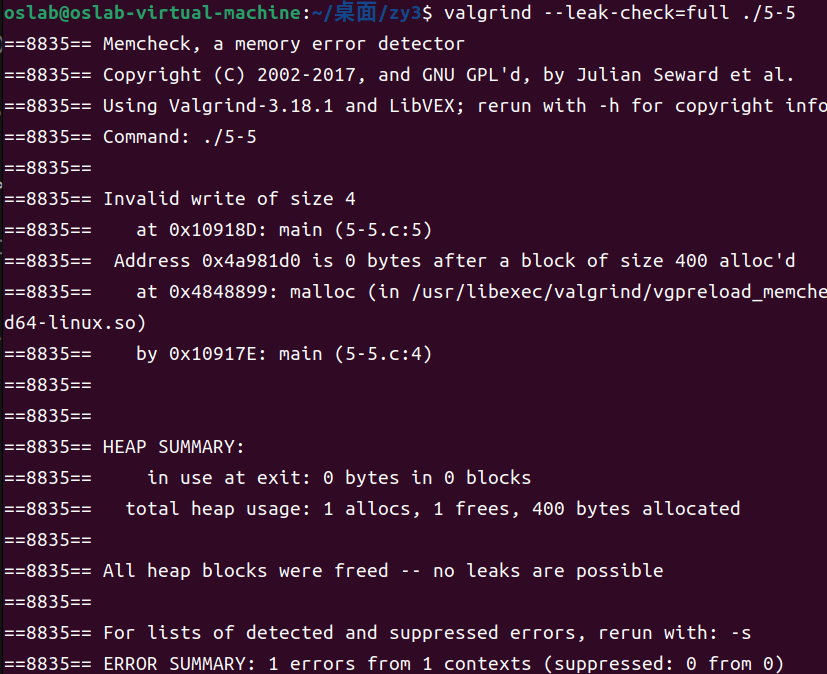 oslab@oslab-virtual-machine:~/桌面/zy3$ valgrind --leak-check=full ./5-5
==8835== Memcheck, a memory error detector
==8835== Copyright (C) 2002-2017, and GNU GPL'd, by Julian Seward et al.
==8835== Using Valgrind-3.18.1 and LibVEX; rerun with -h for copyright info
==8835== Command: ./5-5
==8835==
==8835== Invalid write of size 4
==8835==    at 0x10918D: main (5-5.c:5)
==8835==  Address 0x4a981d0 is 0 bytes after a block of size 400 alloc'd
==8835==    at 0x4848899: malloc (in /usr/libexec/valgrind/vgpreload_memche
d64-linux.so)
==8835==    by 0x10917E: main (5-5.c:4)
==8835==
==8835==
==8835== HEAP SUMMARY:
==8835==     in use at exit: 0 bytes in 0 blocks
==8835==   total heap usage: 1 allocs, 1 frees, 400 bytes allocated
==8835==
==8835== All heap blocks were freed -- no leaks are possible
==8835==
==8835== For lists of detected and suppressed errors, rerun with: -s
==8835== ERROR SUMMARY: 1 errors from 1 contexts (suppressed: 0 from 0)